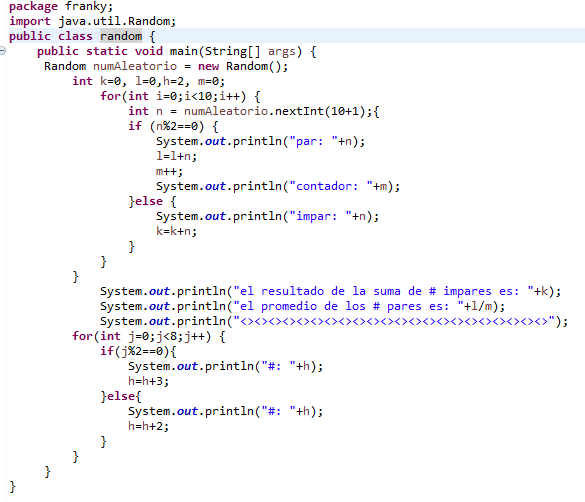 package franky;
import java.util.Random;
public class random {
    public static void main(String[] args) {
     Random numAleatorio = new Random();
         int k=0, l=0,h=2, m=0;
             for(int i=0;i<10;i++) {
                 int n = numAleatorio.nextInt(10+1);{
                 if (n%2==0) {
                     System.out.println("par: "+n);
                     l=l+n;
                     m++;
                     System.out.println("contador: "+m);
                 }else {
                     System.out.println("impar: "+n);
                     k=k+n;
                 }
             }
         }
             System.out.println("el resultado de la suma de # impares es: "+k);
             System.out.println("el promedio de los # pares es: "+l/m);
             System.out.println("<><><><><><><><><><><><><><><><><><><><><><>");
         for(int j=0;j<8;j++) {
             if(j%2==0){
                 System.out.println("#: "+h);
                 h=h+3;
             }else{
                 System.out.println("#: "+h);
                 h=h+2;
             }
         }
     }
}